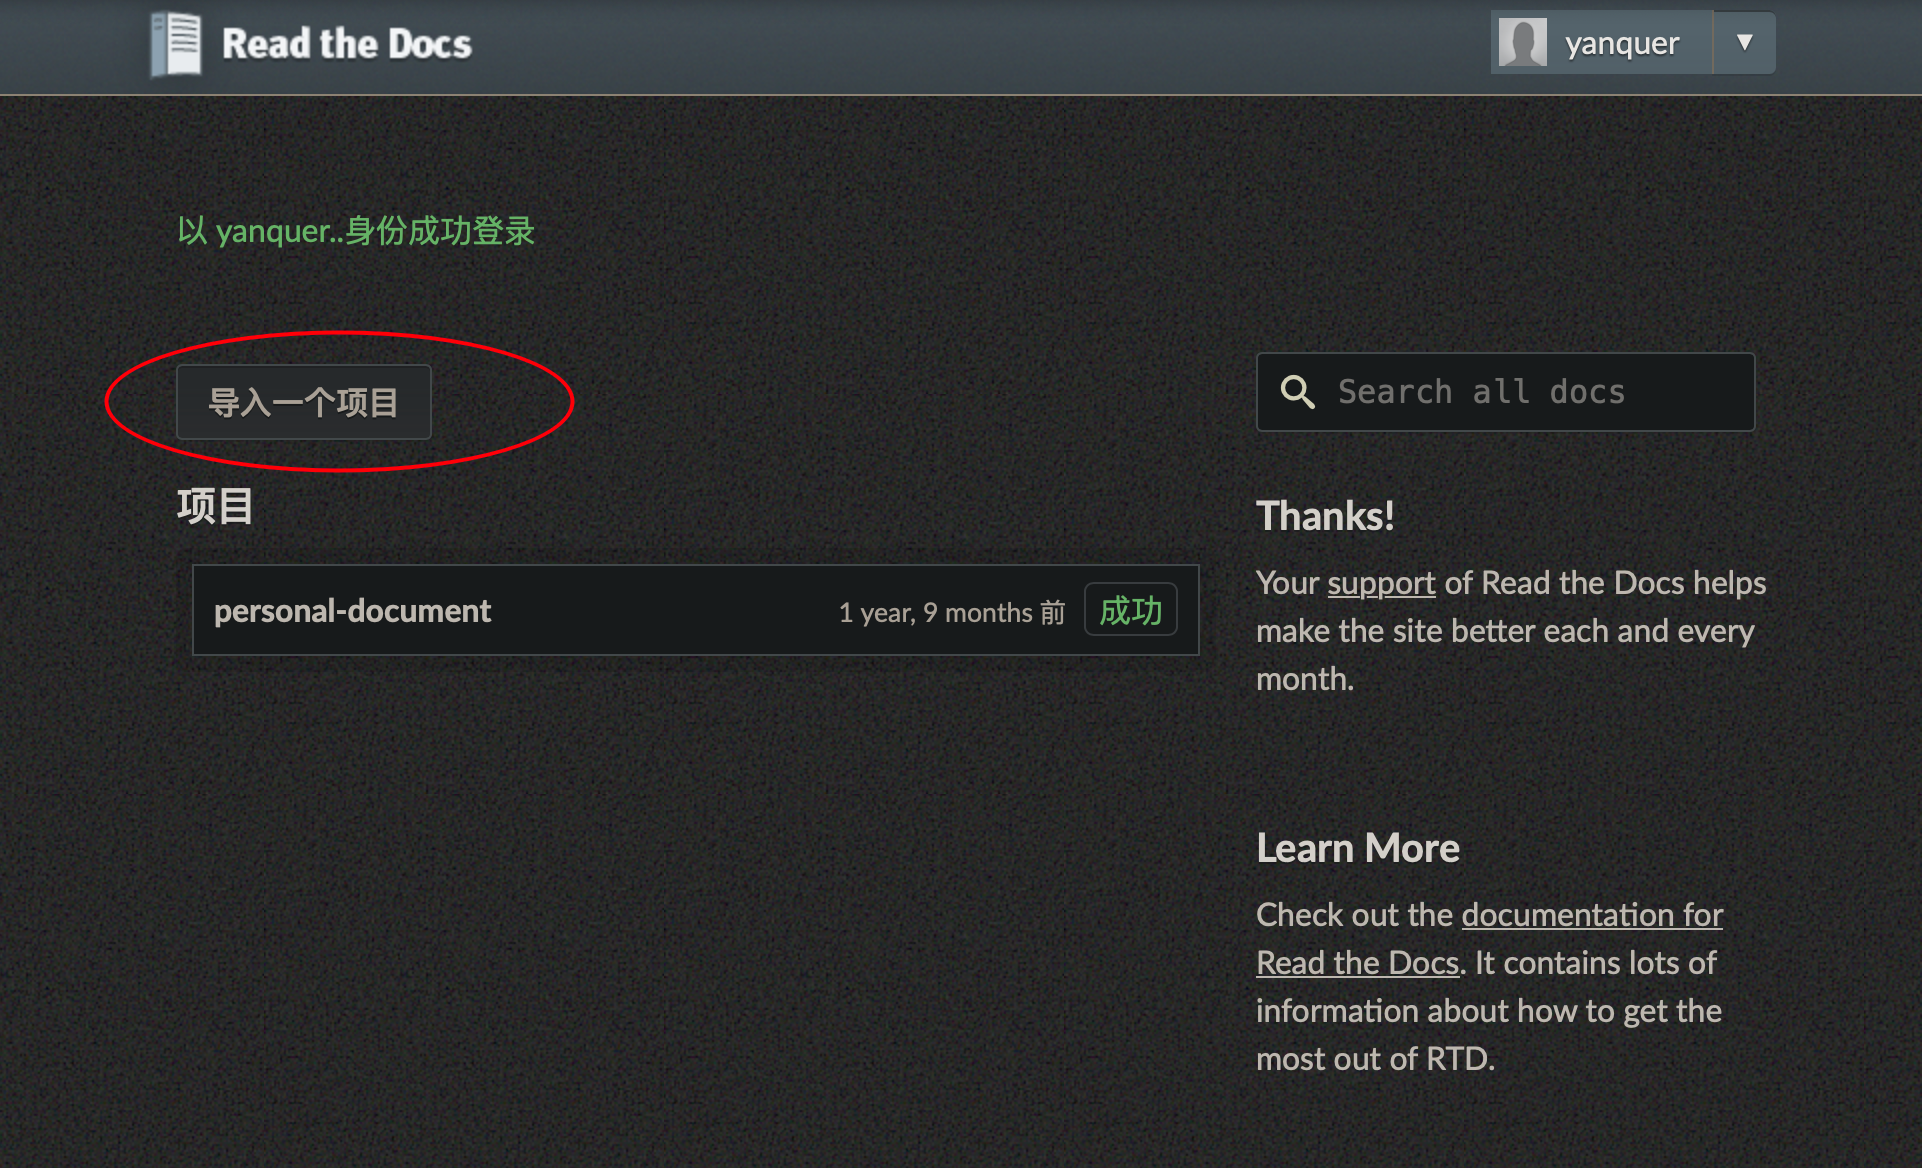 Read the Docs
yanquer
以 yanquer..身份成功登录
导入一个项目
项目
personal-document
1 year, 9 months 前
成功
Search all docs
Thanks!
Your support of Read the Docs helps
make the site better each and every
month.
Learn More
Check out the documentation for
Read the Docs. It contains lots of
information about how to get the
most out of RTD.